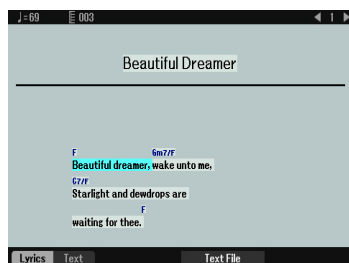 ♩=69 003 ◀ 1 ▶
Beautiful Dreamer
F Gm7/F
Beautiful dreamer, wake unto me,
C7/F
Starlight and dewdrops are
F
waiting for thee.
Lyrics Text Text File